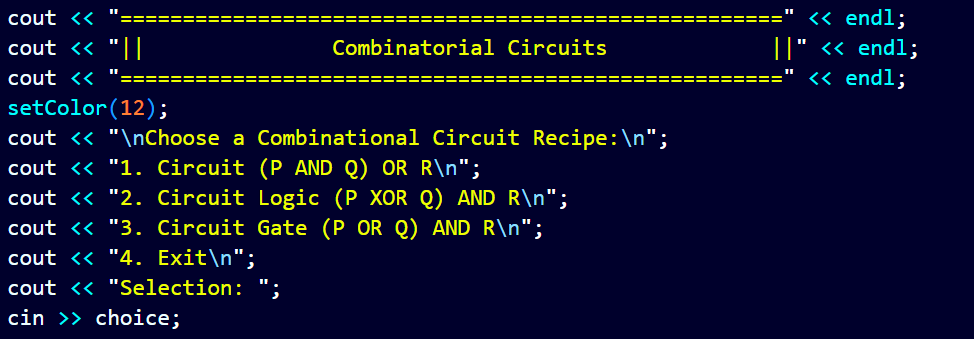 cout << "=====================================================" << endl;
cout << "||               Combinatorial Circuits             ||" << endl;
cout << "=====================================================" << endl;
setColor(12);
cout << "\nChoose a Combinational Circuit Recipe:\n";
cout << "1. Circuit (P AND Q) OR R\n";
cout << "2. Circuit Logic (P XOR Q) AND R\n";
cout << "3. Circuit Gate (P OR Q) AND R\n";
cout << "4. Exit\n";
cout << "Selection: ";
cin >> choice;